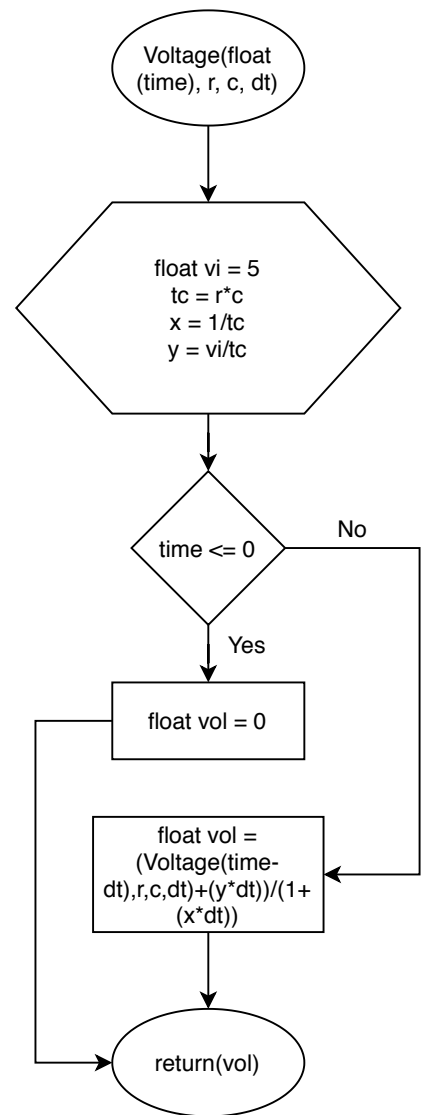 Voltage(float
(time), r, c, dt)
float vi = 5
tc = r*c
x = 1/tc
y = vi/tc
time <= 0
No
Yes
float vol = 0
float vol =
(Voltage(time-
dt),r,c,dt)+(y*dt))/(1+
(x*dt))
return(vol)